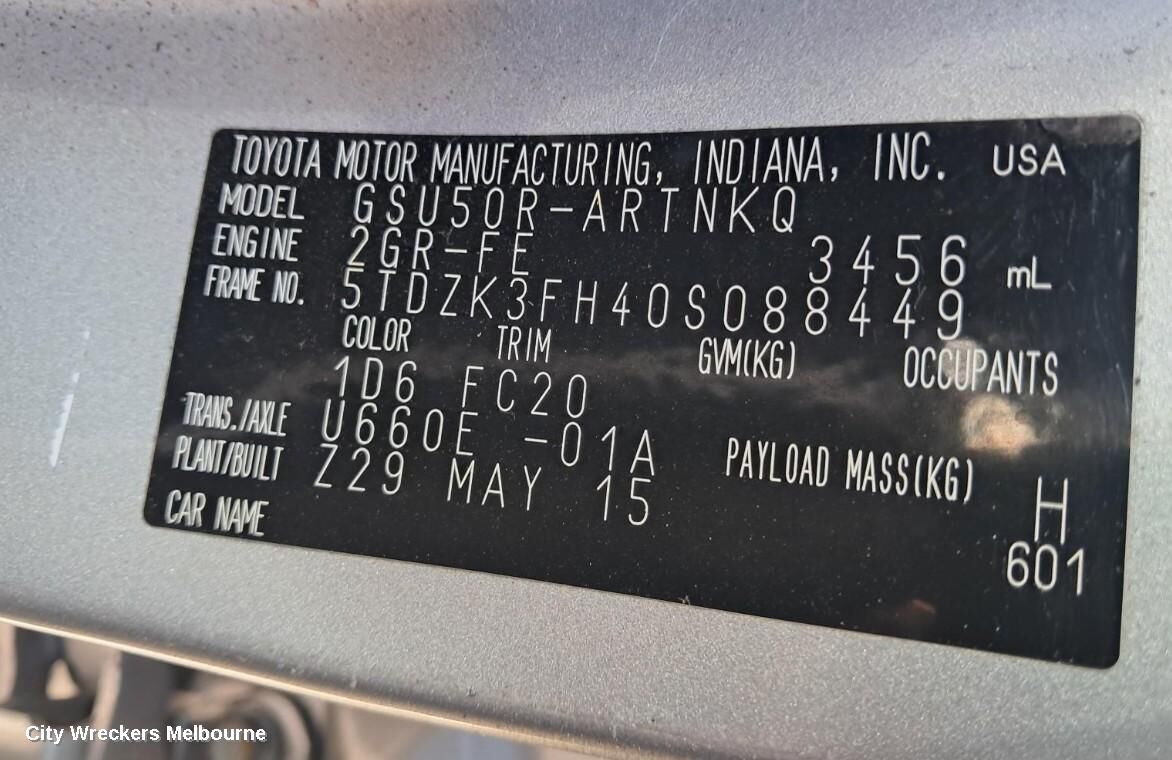 TOYOTA MOTOR MANUFACTURING, INDIANA, INC. USA
MODEL GSU50R-ARTNKQ
ENGINE 2GR-FE 3456 mL
FRAME NO. 5TDZK3FH40S088449
COLOR TRIM GVM(KG) OCCUPANTS
1D6 FC20
TRANS./AXLE U660E -01A PAYLOAD MASS(KG)
PLANT/BUILT Z29 MAY 15 H
CAR NAME 601
City Wreckers Melbourne